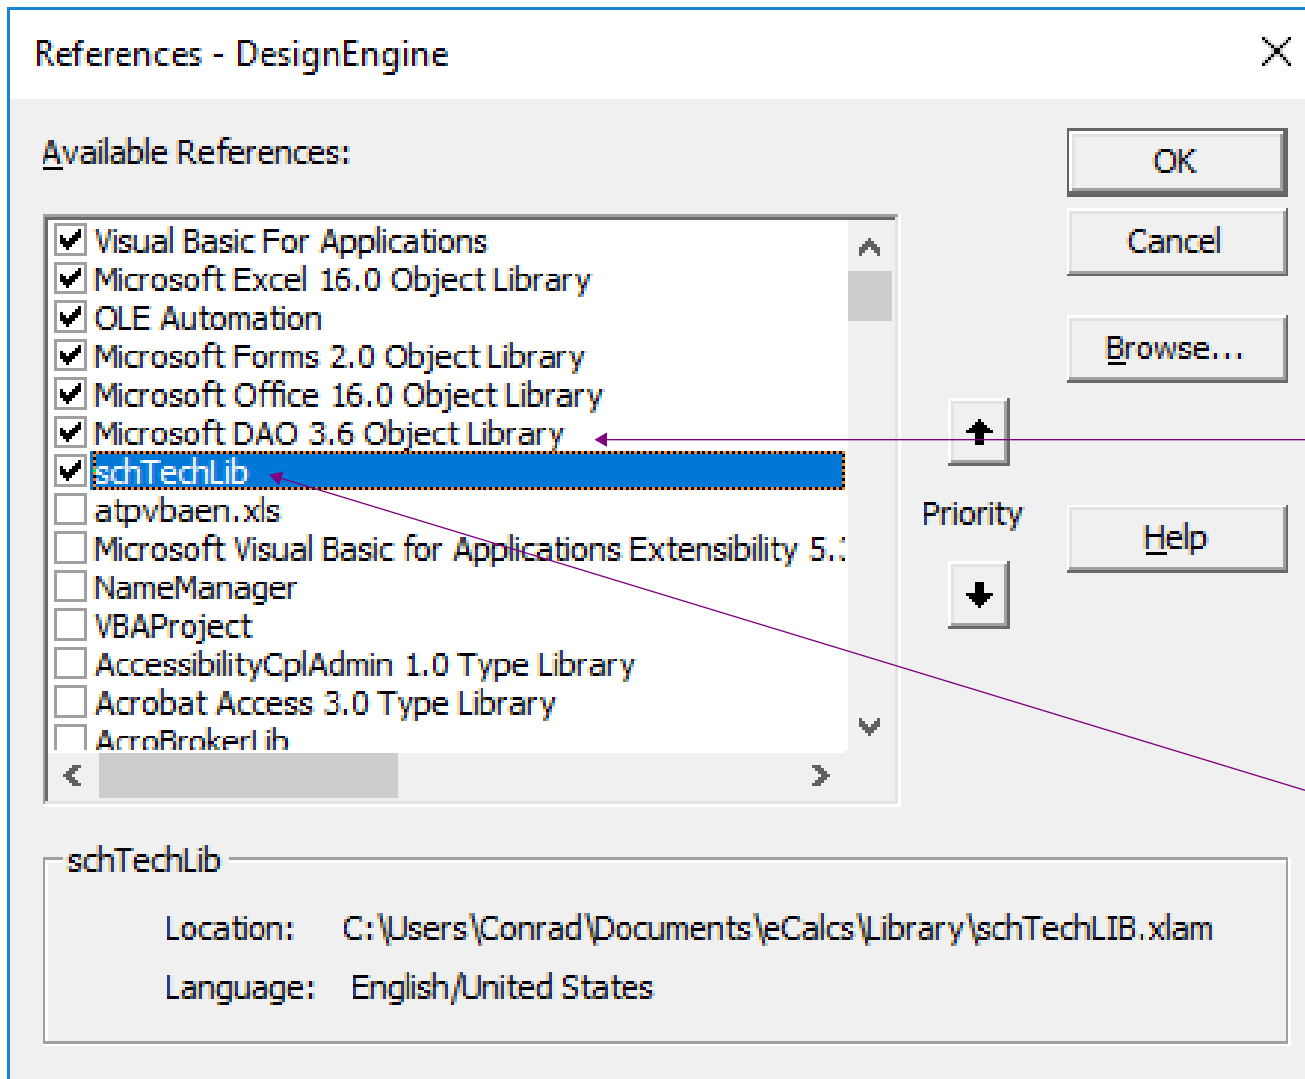 References - DesignEngine
Available References:
OK
Cancel
Browse...
Priority
Help
Visual Basic For Applications
Microsoft Excel 16.0 Object Library
OLE Automation
Microsoft Forms 2.0 Object Library
Microsoft Office 16.0 Object Library
Microsoft DAO 3.6 Object Library
schTechLib
atpvbaen.xls
Microsoft Visual Basic for Applications Extensibility 5.
NameManager
VBAProject
AccessibilityCplAdmin 1.0 Type Library
Acrobat Access 3.0 Type Library
AcroBrokerLib
schTechLib
Location: C:\Users\Conrad\Documents\eCalcs\Library\schTechLIB.xlam
Language: English/United States